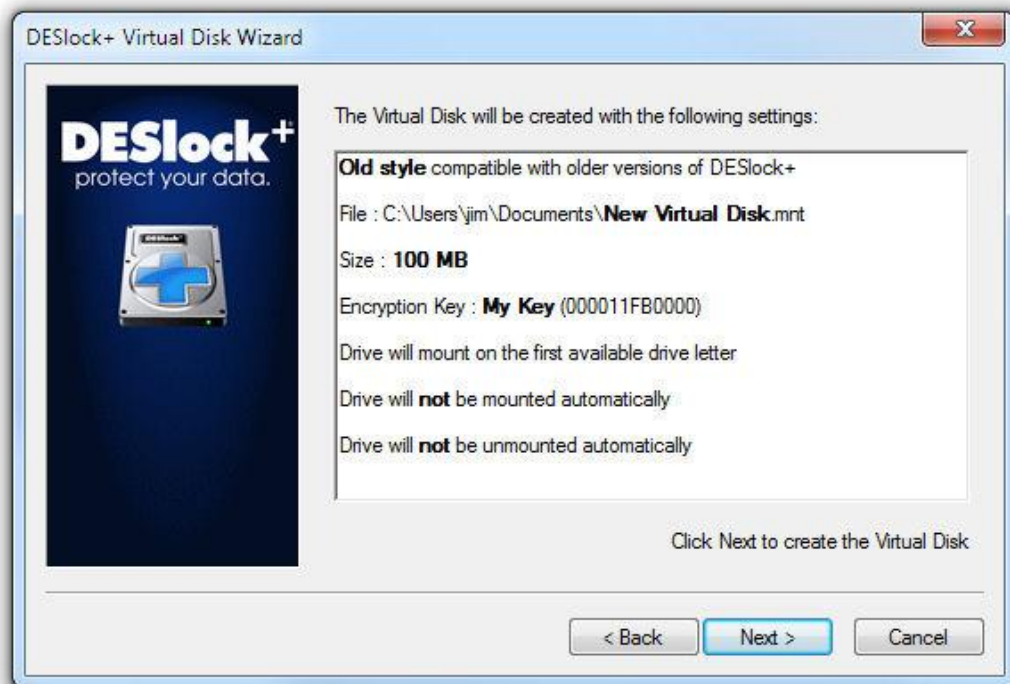 DESlock+ Virtual Disk Wizard
X
DESlock+
protect your data.
DESlock+
The Virtual Disk will be created with the following settings:
Old style compatible with older versions of DESlock+
File : C:\Users\jim\Documents\New Virtual Disk.mnt
Size : 100 MB
Encryption Key : My Key (000011FB0000)
Drive will mount on the first available drive letter
Drive will not be mounted automatically
Drive will not be unmounted automatically
Click Next to create the Virtual Disk
< Back
Next >
Cancel